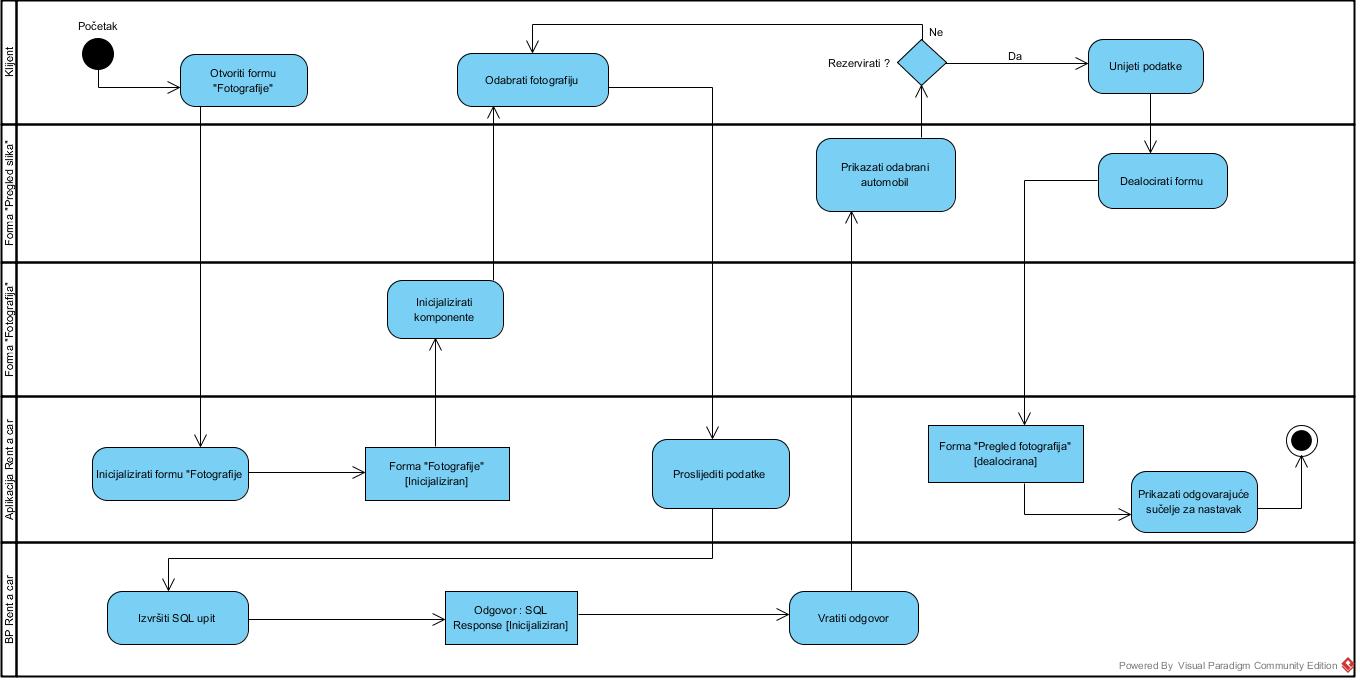 Klijent
Početak
Otvoriti formu
"Fotografije"
Odabrati fotografiju
Rezervirati ?
Ne
Da
Unijeti podatke
Forma "Pregled slika"
Prikazati odabrani
automobil
Dealocirati formu
Forma "Fotografija"
Inicijalizirati
komponente
Aplikacija Rent a car
Inicijalizirati formu "Fotografije
Forma "Fotografije"
[Inicijaliziran]
Proslijediti podatke
Forma "Pregled fotografija"
[dealocirana]
Prikazati odgovarajuće
sučelje za nastavak
BP Rent a car
Izvršiti SQL upit
Odgovor : SQL
Response [Inicijaliziran]
Vratiti odgovor
Powered By Visual Paradigm Community Edition